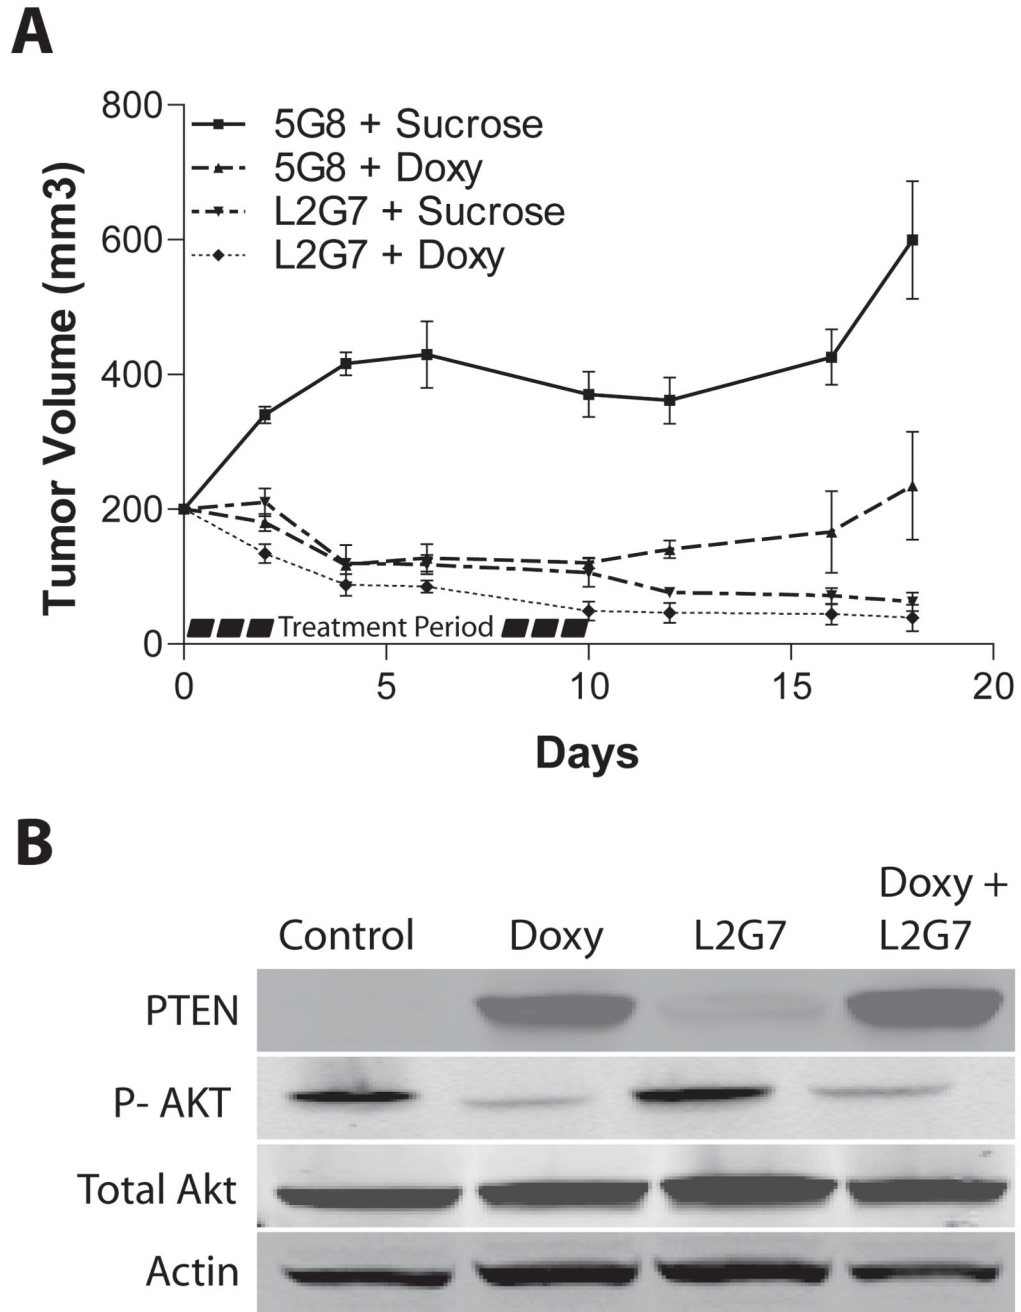 A
800
600
400
200
0
Tumor Volume (mm3)
5G8 + Sucrose
5G8 + Doxy
L2G7 + Sucrose
L2G7 + Doxy
Treatment Period
0 5 10 15 20
Days
B
Control Doxy L2G7 Doxy +
L2G7
PTEN
P- AKT
Total Akt
Actin